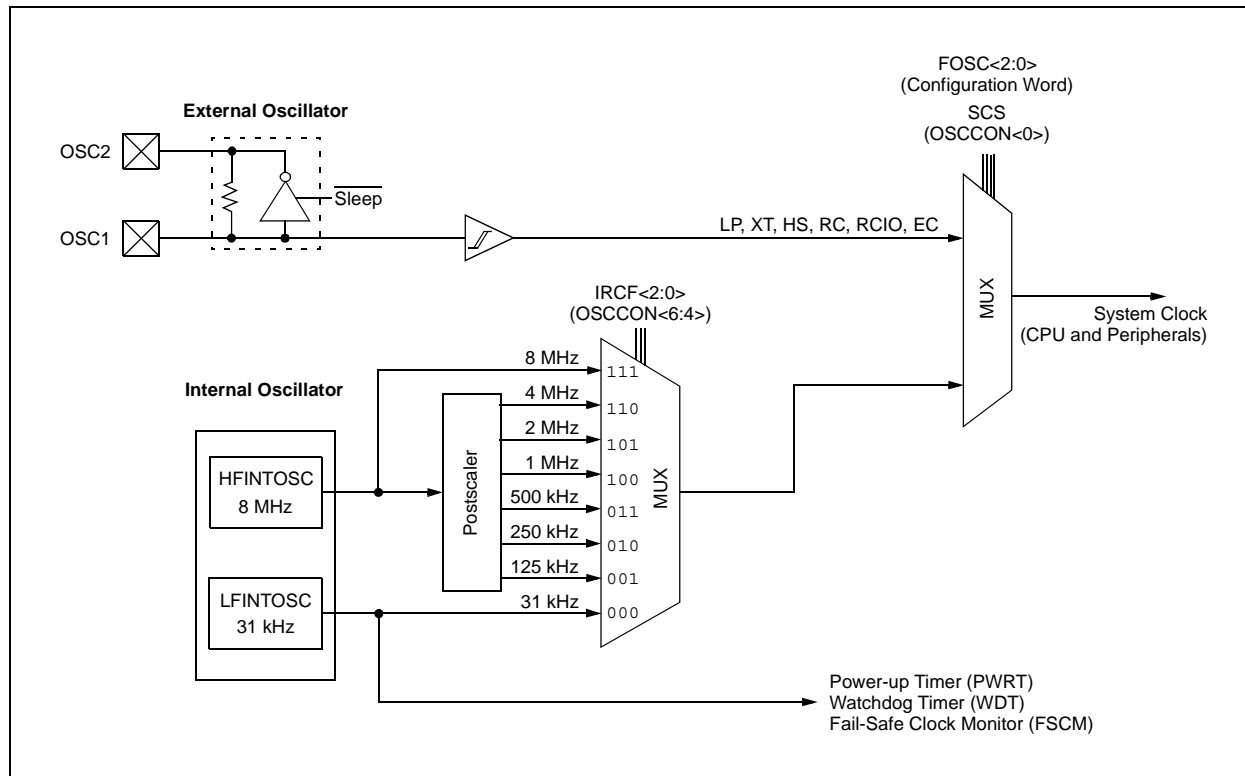 FOSC<2:0>
(Configuration Word)
SCS
(OSCCON<0>)
External Oscillator
OSC2
Sleep
OSC1
LP, XT, HS, RC, RCIO, EC
MUX
System Clock
(CPU and Peripherals)
IRCF<2:0>
(OSCCON<6:4>)
Internal Oscillator
HFINTOSC
8 MHz
LFINTOSC
31 kHz
Postscaler
8 MHz
111
4 MHz
110
2 MHz
101
1 MHz
100
500 kHz
011
250 kHz
010
125 kHz
001
31 kHz
000
MUX
Power-up Timer (PWRT)
Watchdog Timer (WDT)
Fail-Safe Clock Monitor (FSCM)